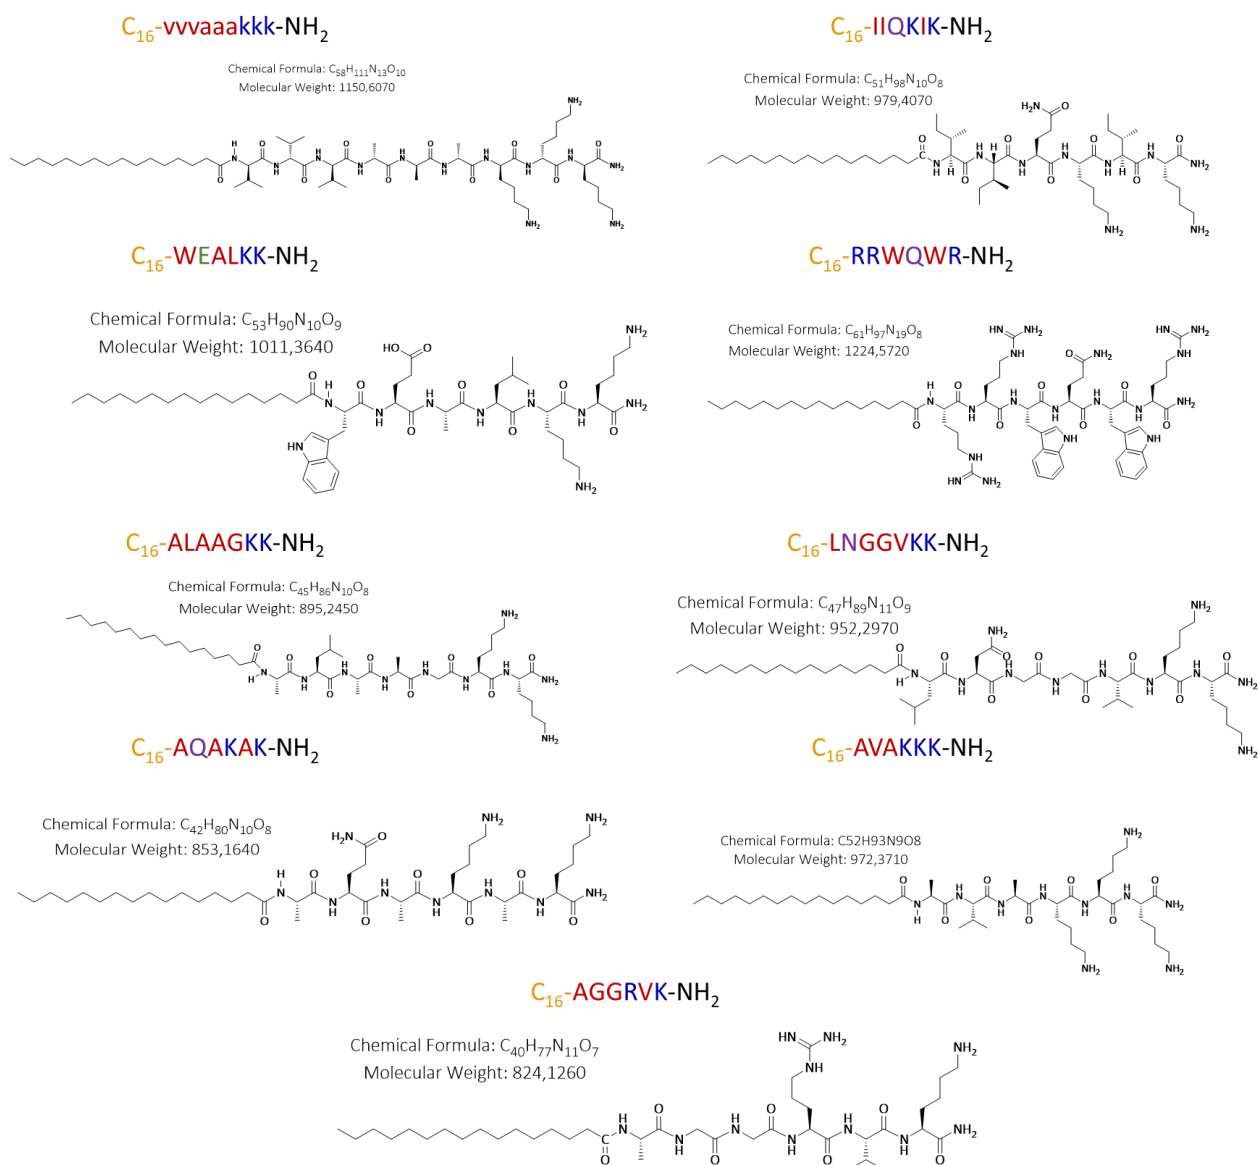 C16-vvvaaakkk-NH2
Chemical Formula: C58H111N13O10
Molecular Weight: 1150,6070
C16-IIQKIK-NH2
Chemical Formula: C51H98N10O8
Molecular Weight: 979,4070
C16-WEALKK-NH2
Chemical Formula: C53H90N10O9
Molecular Weight: 1011,3640
C16-RRWQWR-NH2
Chemical Formula: C61H97N19O8
Molecular Weight: 1224,5720
C16-ALAAGKK-NH2
Chemical Formula: C45H86N10O8
Molecular Weight: 895,2450
C16-LNGGVKK-NH2
Chemical Formula: C47H89N11O9
Molecular Weight: 952,2970
C16-AQAKAK-NH2
Chemical Formula: C42H80N10O8
Molecular Weight: 853,1640
C16-AVAKKK-NH2
Chemical Formula: C52H93N9O8
Molecular Weight: 972,3710
C16-AGGRVK-NH2
Chemical Formula: C40H77N11O7
Molecular Weight: 824,1260